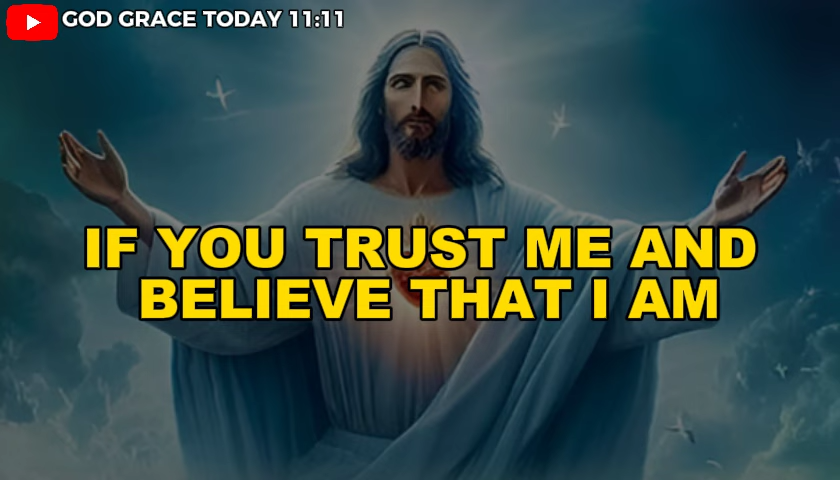 GOD GRACE TODAY 11:11
IF YOU TRUST ME AND
BELIEVE THAT I AM